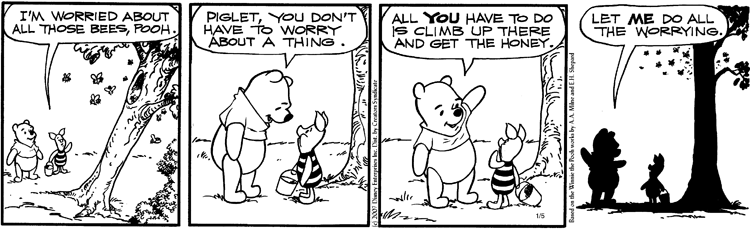 I'M WORRIED ABOUT
ALL THOSE BEES, POOH.
PIGLET, YOU DON'T
HAVE TO WORRY
ABOUT A THING.
(c) 2007 Disney Enterprises Inc. Dist. by Creators Syndicate
ALL YOU HAVE TO DO
IS CLIMB UP THERE
AND GET THE HONEY.
1/5
Based on the Winnie the Pooh works by A.A. Milne and E.H. Shepard
LET ME DO ALL
THE WORRYING.